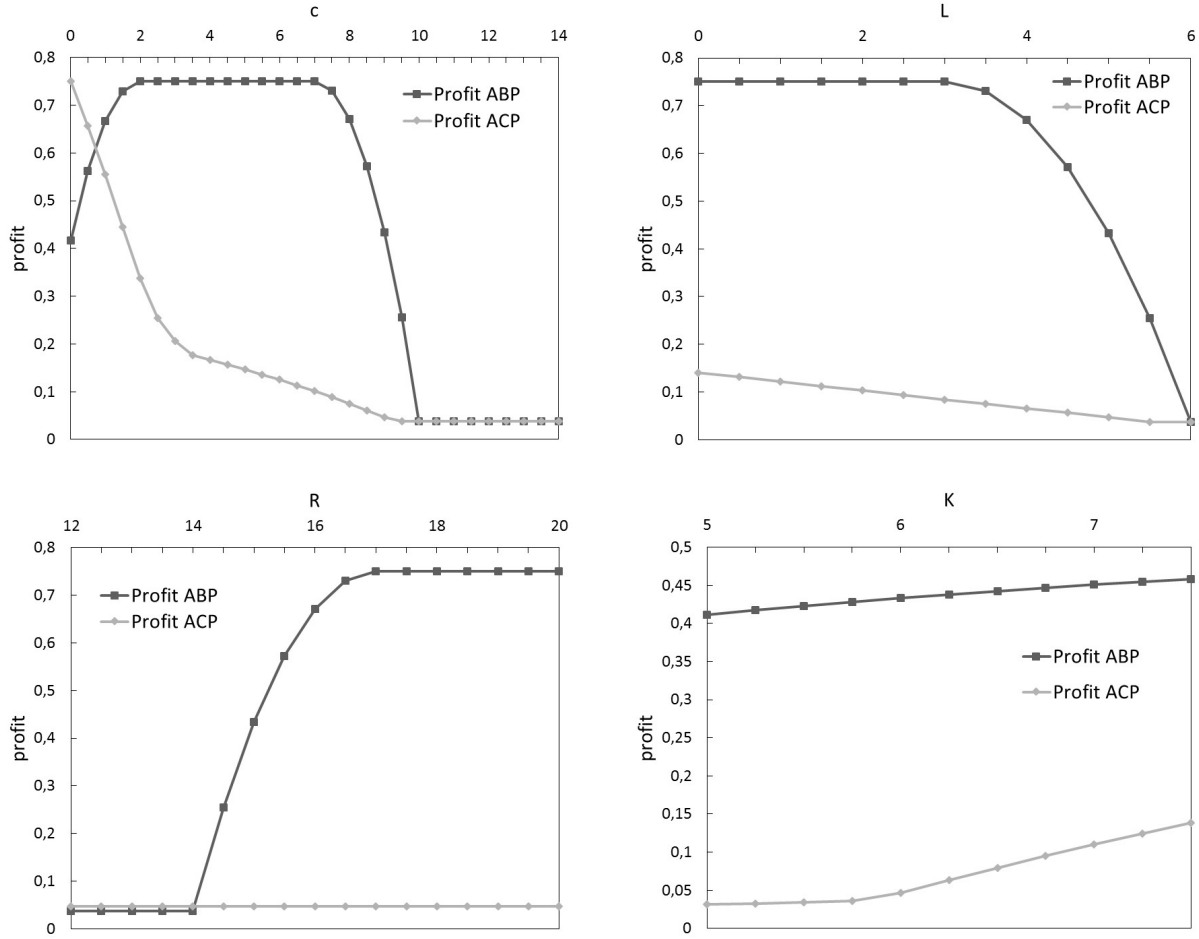 c
0 2 4 6 8 10 12 14
0,8
0,7
0,6
0,5
0,4
0,3
0,2
0,1
0
profit
Profit ABP
Profit ACP
L
0 2 4 6
0,8
0,7
0,6
0,5
0,4
0,3
0,2
0,1
0
profit
Profit ABP
Profit ACP
R
12 14 16 18 20
0,8
0,7
0,6
0,5
0,4
0,3
0,2
0,1
0
profit
Profit ABP
Profit ACP
K
5 6 7
0,5
0,45
0,4
0,35
0,3
0,25
0,2
0,15
0,1
0,05
0
profit
Profit ABP
Profit ACP